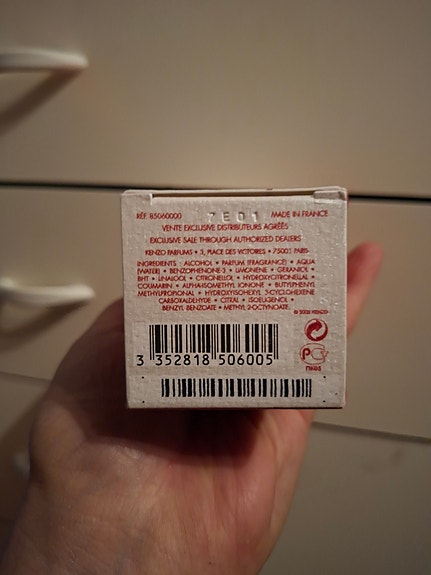 RÉF. 85060000 7E01 MADE IN FRANCE
VENTE EXCLUSIVE DISTRIBUTEURS AGRÉÉS
EXCLUSIVE SALE THROUGH AUTHORIZED DEALERS
KENZO PARFUMS • 3, PLACE DES VICTOIRES • 75001 PARIS
INGREDIENTS : ALCOHOL • PARFUM (FRAGRANCE) • AQUA
(WATER) • BENZOPHENONE-3 • LIMONENE • GERANIOL •
BHT • LINALOOL • CITRONELLOL • HYDROXYCITRONELLAL •
COUMARIN • ALPHA-ISOMETHYL IONONE • BUTYLPHENYL
METHYLPROPIONAL • HYDROXYISOHEXYL 3-CYCLOHEXENE
CARBOXALDEHYDE • CITRAL • ISOEUGENOL •
BENZYL BENZOATE • METHYL 2-OCTYNOATE.
3 352818 506005